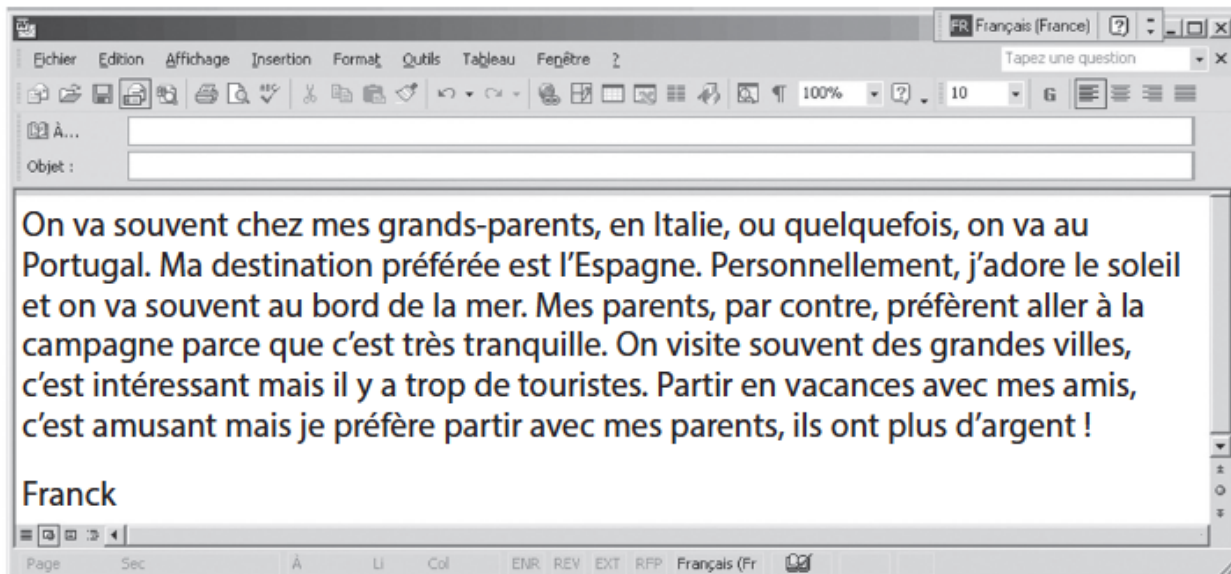 FR Français (France)
Fichier Edition Affichage Insertion Format Outils Tableau Fenêtre ? Tapez une question
100% 10 G
À...
Objet :
On va souvent chez mes grands-parents, en Italie, ou quelquefois, on va au
Portugal. Ma destination préférée est l’Espagne. Personnellement, j’adore le soleil
et on va souvent au bord de la mer. Mes parents, par contre, préfèrent aller à la
campagne parce que c’est très tranquille. On visite souvent des grandes villes,
c’est intéressant mais il y a trop de touristes. Partir en vacances avec mes amis,
c’est amusant mais je préfère partir avec mes parents, ils ont plus d’argent !
Franck
Page Sec À Li Col ENR REV EXT RFP Français (Fr